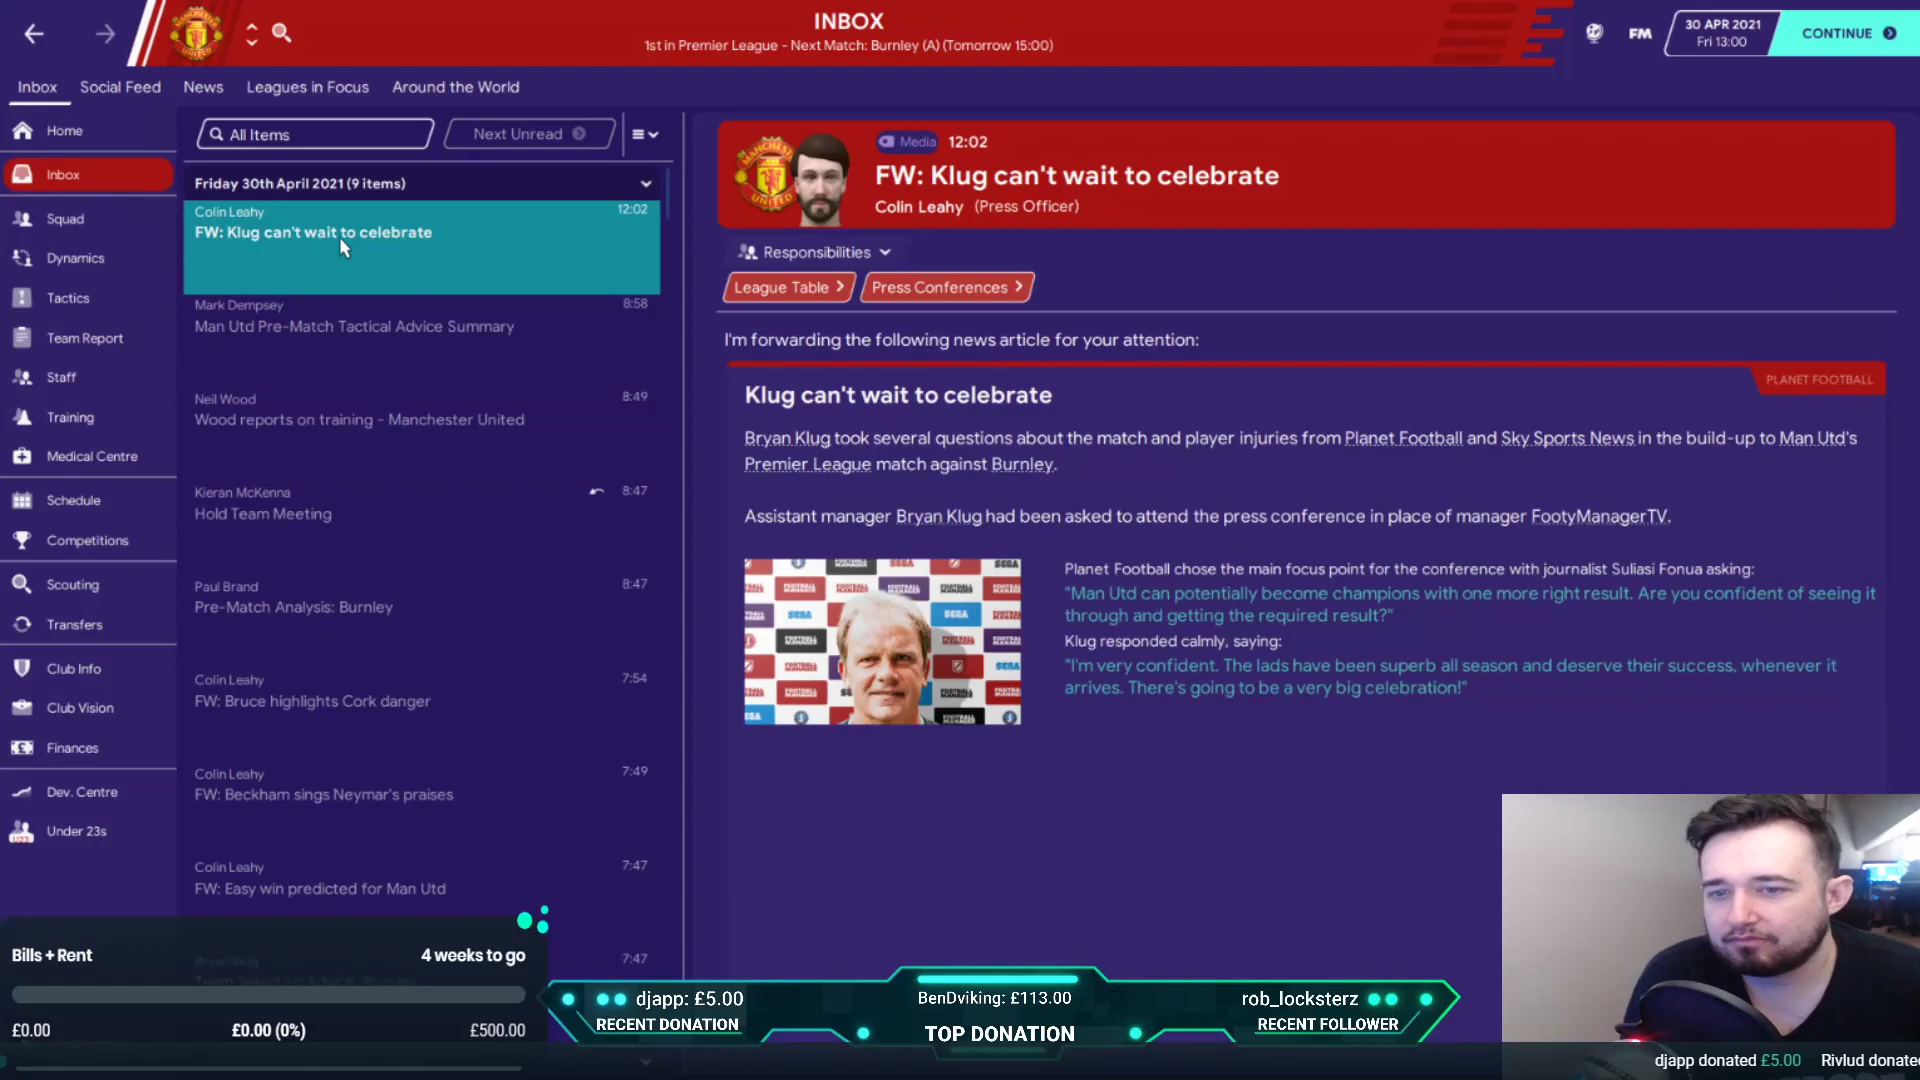 INBOX
1st in Premier League - Next Match: Burnley (A) (Tomorrow 15:00)
FM
30 APR 2021
Fri 13:00
CONTINUE
Inbox
Social Feed
News
Leagues in Focus
Around the World
Home
Inbox
Squad
Dynamics
Tactics
Team Report
Staff
Training
Medical Centre
Schedule
Competitions
Scouting
Transfers
Club Info
Club Vision
Finances
Dev. Centre
Under 23s
All Items
Next Unread
Friday 30th April 2021 (9 items)
Colin Leahy 12:02
FW: Klug can't wait to celebrate
Mark Dempsey 8:58
Man Utd Pre-Match Tactical Advice Summary
Neil Wood 8:49
Wood reports on training - Manchester United
Kieran McKenna 8:47
Hold Team Meeting
Paul Brand 8:47
Pre-Match Analysis: Burnley
Colin Leahy 7:54
FW: Bruce highlights Cork danger
Colin Leahy 7:49
FW: Beckham sings Neymar's praises
Colin Leahy 7:47
FW: Easy win predicted for Man Utd
7:47
MANCHESTER
UNITED
Media 12:02
FW: Klug can't wait to celebrate
Colin Leahy (Press Officer)
Responsibilities
League Table
Press Conferences
I'm forwarding the following news article for your attention:
PLANET FOOTBALL
Klug can't wait to celebrate
Bryan Klug took several questions about the match and player injuries from Planet Football and Sky Sports News in the build-up to Man Utd's
Premier League match against Burnley.
Assistant manager Bryan Klug had been asked to attend the press conference in place of manager FootyManagerTV.
SEGA
FOOTBALL MANAGER
Planet Football chose the main focus point for the conference with journalist Suliasi Fonua asking:
"Man Utd can potentially become champions with one more right result. Are you confident of seeing it
through and getting the required result?"
Klug responded calmly, saying:
"I'm very confident. The lads have been superb all season and deserve their success, whenever it
arrives. There's going to be a very big celebration!"
Bills + Rent
4 weeks to go
£0.00
£0.00 (0%)
£500.00
djapp: £5.00
RECENT DONATION
BenDviking: £113.00
TOP DONATION
rob_locksterz
RECENT FOLLOWER
djapp donated £5.00
Rivlud donated